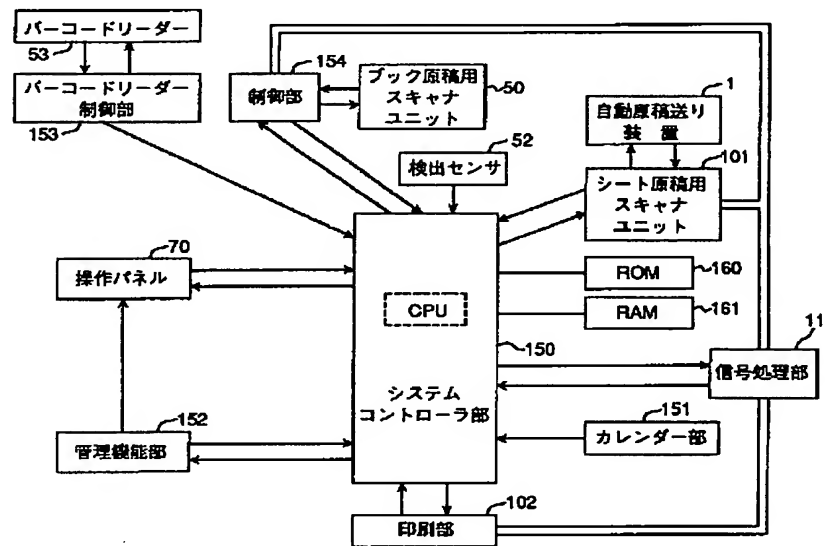 バーコードリーダー
53
バーコードリーダー
制御部
153
154
制御部
ブック原稿用
スキャナ
ユニット
50
1
自動原稿送り
装 置
52
検出センサ
101
シート原稿用
スキャナ
ユニット
70
操作パネル
CPU
システム
コントローラ部
150
ROM
160
RAM
161
11
信号処理部
152
管理機能部
151
カレンダー部
102
印刷部